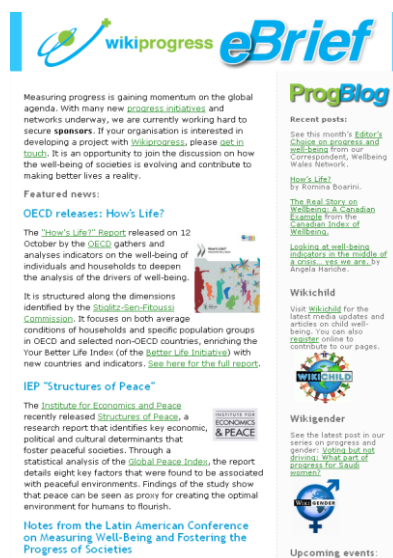 wikiprogress eBrief
Measuring progress is gaining momentum on the global
agenda. With many new progress initiatives and
networks underway, we are currently working hard to
secure sponsors. If your organisation is interested in
developing a project with Wikiprogress, please get in
touch. It is an opportunity to join the discussion on how
the well-being of societies is evolving and contribute to
making better lives a reality.
Featured news:
OECD releases: How's Life?
The "How's Life?" Report released on 12
October by the OECD gathers and
analyses indicators on the well-being of
individuals and households to deepen
the analysis of the drivers of well-being.
It is structured along the dimensions
identified by the Stiglitz-Sen-Fitoussi
Commission. It focuses on both average
conditions of households and specific population groups
in OECD and selected non-OECD countries, enriching the
Your Better Life Index (of the Better Life Initiative) with
new countries and indicators. See here for the full report.
IEP "Structures of Peace"
The Institute for Economics and Peace
recently released Structures of Peace, a
research report that identifies key economic,
political and cultural determinants that
foster peaceful societies. Through a
statistical analysis of the Global Peace Index, the report
details eight key factors that were found to be associated
with peaceful environments. Findings of the study show
that peace can be seen as proxy for creating the optimal
environment for humans to flourish.
INSTITUTE FOR
ECONOMICS
& PEACE
Notes from the Latin American Conference
on Measuring Well-Being and Fostering the
Progress of Societies
ProgBlog
Recent posts:
See this month's Editor's
Choice on progress and
well-being from our
Correspondent, Wellbeing
Wales Network.
How's Life?
by Romina Boarini.
The Real Story on
Wellbeing: A Canadian
Example from the
Canadian Index of
Wellbeing.
Looking at well-being
indicators in the middle of
a crisis... yes we are. by
Angela Hariche.
Wikichild
Visit Wikichild for the
latest media updates and
articles on child well-
being. You can also
register online to
contribute to our pages.
WIKICHILD
Wikigender
See the latest post in our
series on progress and
gender: Voting but not
driving: What part of
progress for Saudi
women?
WIKIGENDER
Upcoming events: